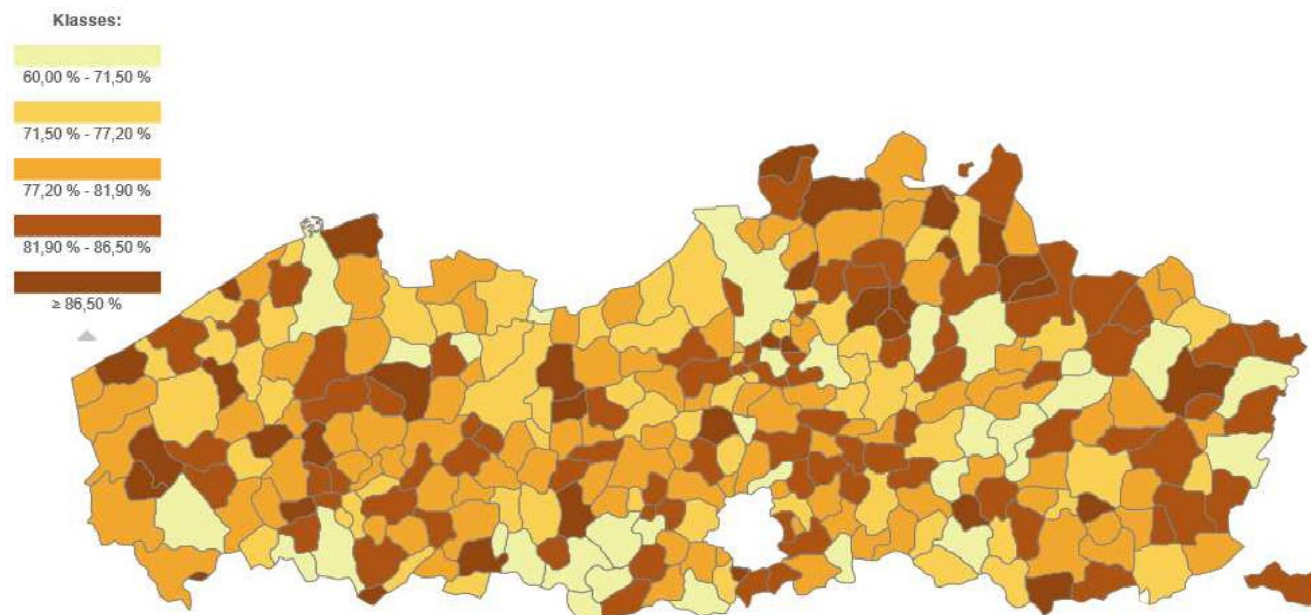 Klasses:
60,00 % - 71,50 %
71,50 % - 77,20 %
77,20 % - 81,90 %
81,90 % - 86,50 %
≥ 86,50 %